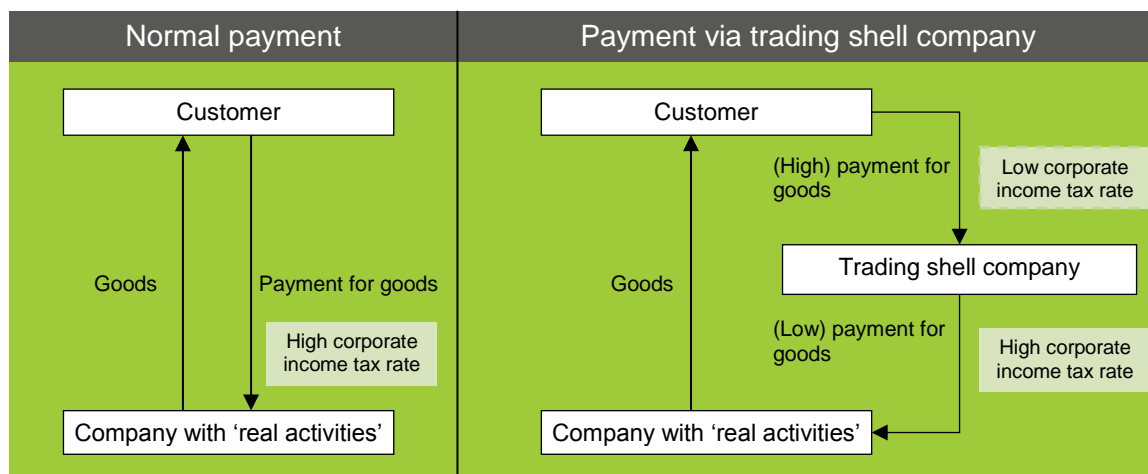 Normal payment
Payment via trading shell company
Customer
Goods
Payment for goods
High corporate
income tax rate
Company with ‘real activities’
Customer
(High) payment for
goods
Low corporate
income tax rate
Trading shell company
Goods
(Low) payment for
goods
High corporate
income tax rate
Company with ‘real activities’